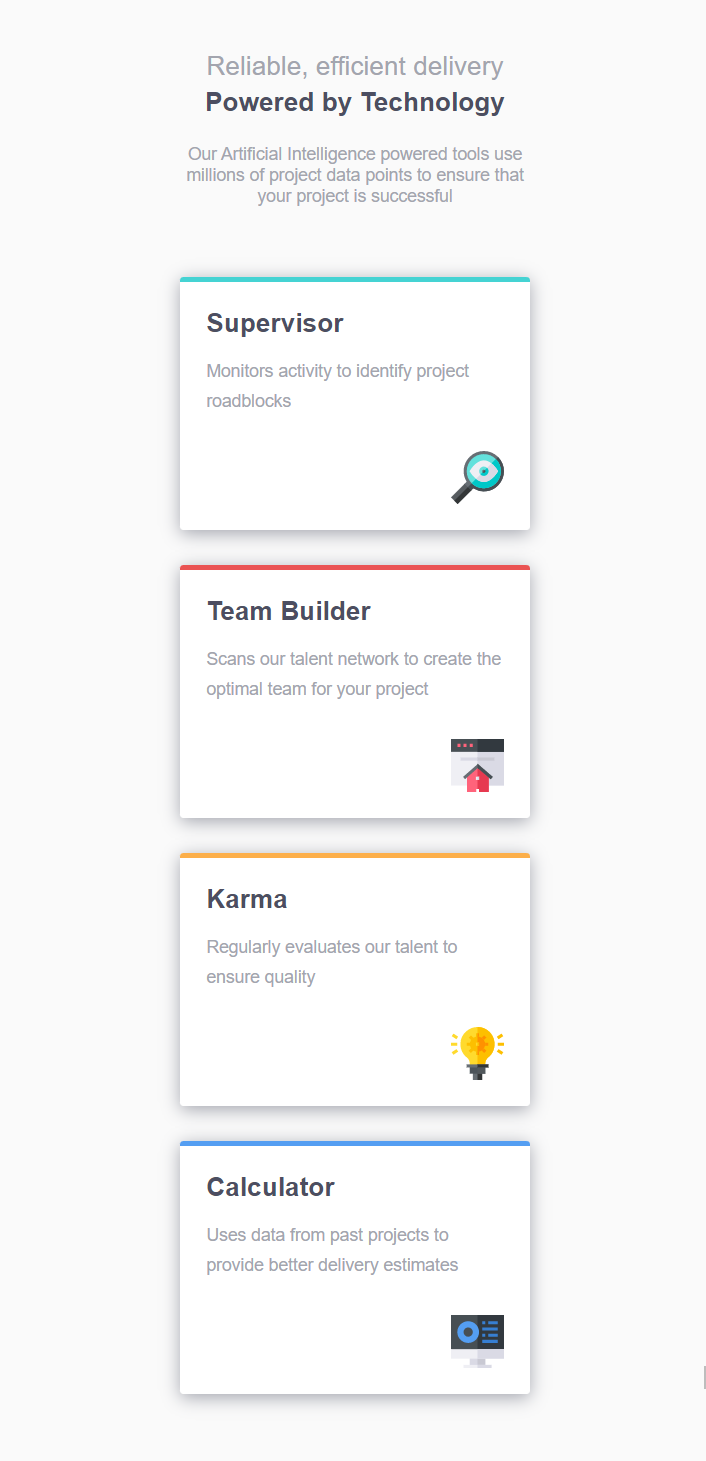 Reliable, efficient delivery
Powered by Technology
Our Artificial Intelligence powered tools use
millions of project data points to ensure that
your project is successful
Supervisor
Monitors activity to identify project
roadblocks
Team Builder
Scans our talent network to create the
optimal team for your project
Karma
Regularly evaluates our talent to
ensure quality
Calculator
Uses data from past projects to
provide better delivery estimates